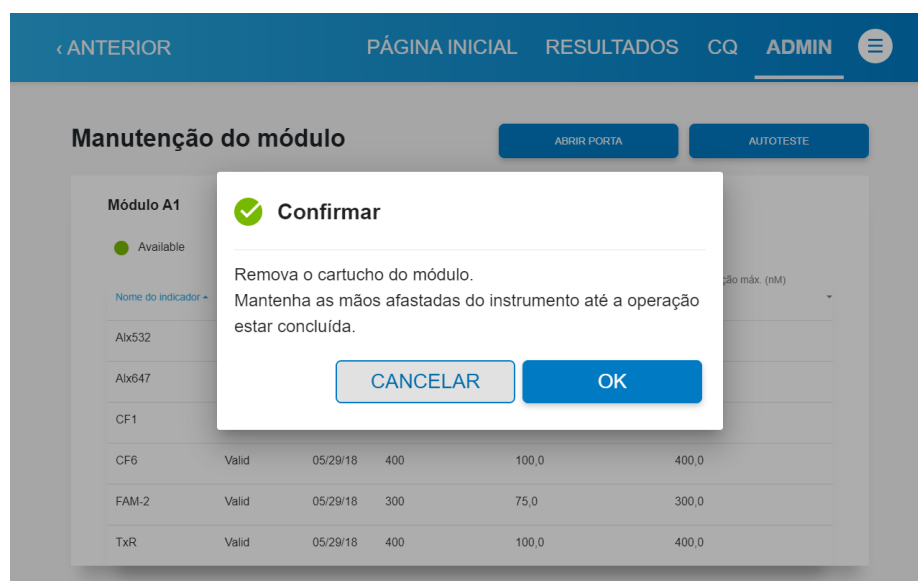 ‹ ANTERIOR PÁGINA INICIAL RESULTADOS CQ ADMIN
Manutenção do módulo ABRIR PORTA AUTOTESTE
Módulo A1
Available
Confirmar
Remova o cartucho do módulo.
Mantenha as mãos afastadas do instrumento até a operação
estar concluída.
CANCELAR OK
máx. (nM)
Nome do indicador
Alx532
Alx647
CF1
CF6 Valid 05/29/18 400 100,0 400,0
FAM-2 Valid 05/29/18 300 75,0 300,0
TxR Valid 05/29/18 400 100,0 400,0